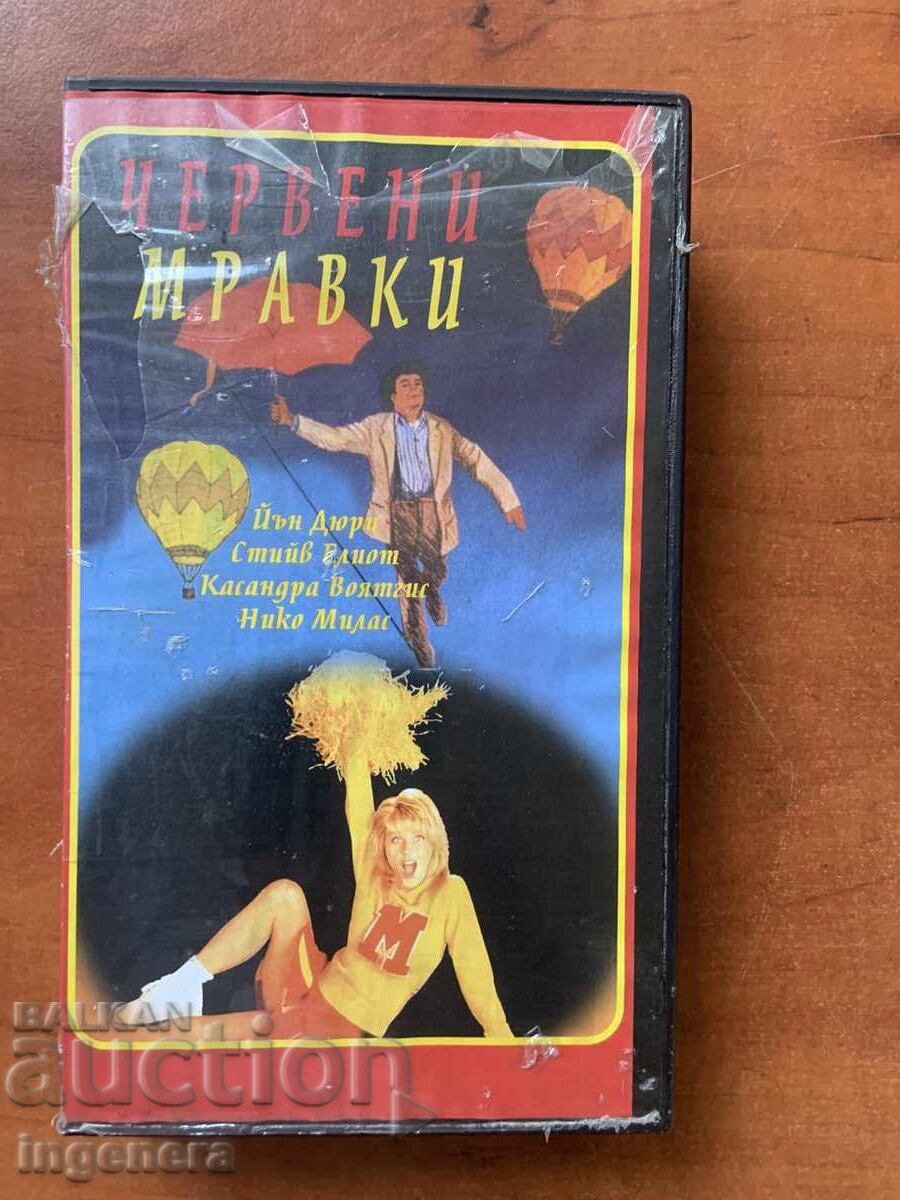 ЧЕРВЕНИ
МРАВКИ
Йън Дюри
Стийв Елиот
Касандра Воятгис
Нико Милас
M
BALKAN
auction
ingenera